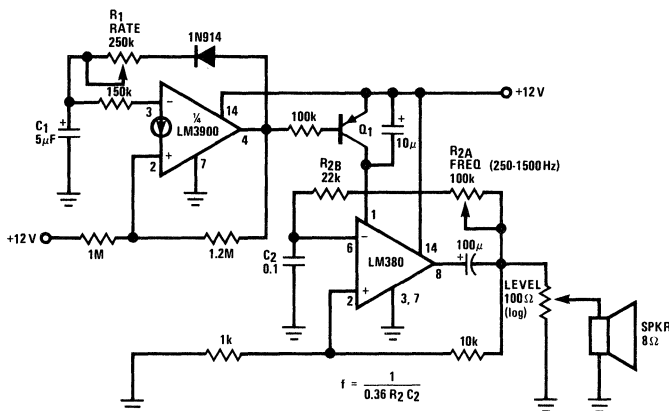 R1
RATE
250k
1N914
150k
+
C1
5μF
3
−
¼
LM3900
14
4
2
+
7
100k
Q1
+
10μ
+12 V
R2B
22k
R2A
FREQ (250-1500 Hz)
100k
+12 V
1M
1.2M
C2
0.1
1
6
−
LM380
14
8
2
+
3, 7
100μ
+
LEVEL
100Ω
(log)
SPKR
8Ω
1k
10k
f = 1
0.36 R2 C2